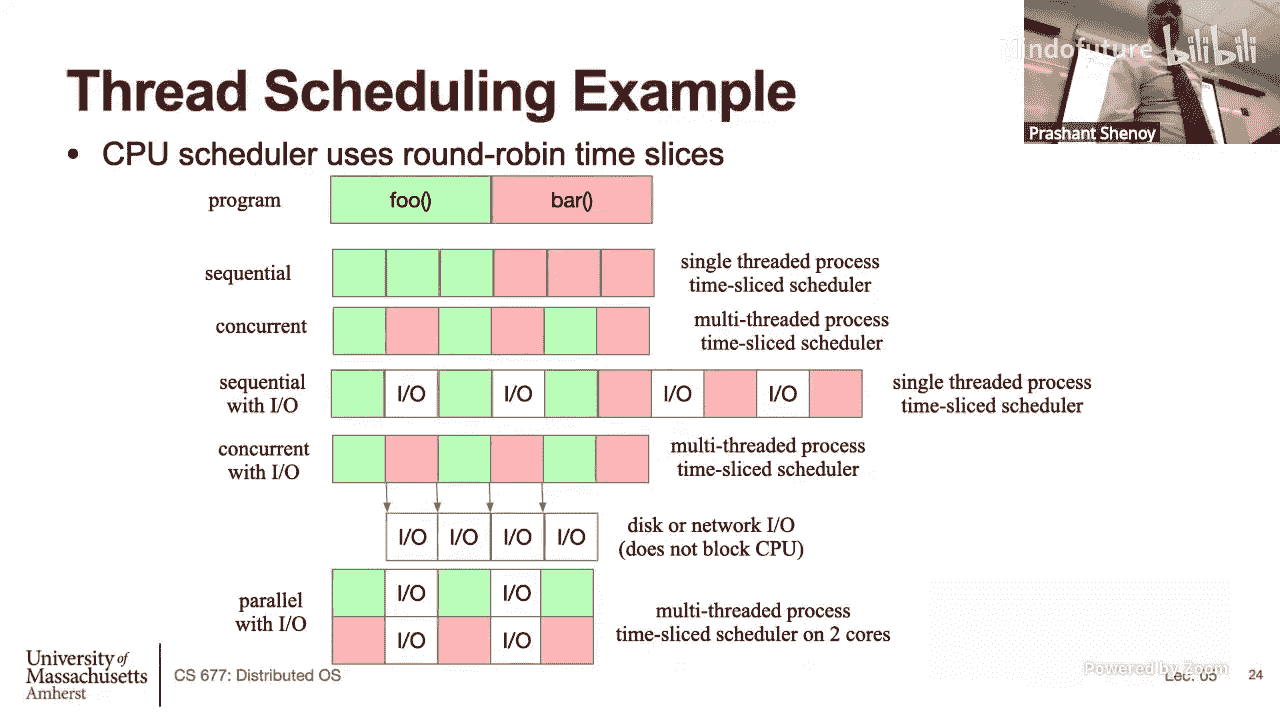 Mindofuture bilibili
Prashant Shenoy
Thread Scheduling Example
• CPU scheduler uses round-robin time slices
program
foo()
bar()
sequential
single threaded process
time-sliced scheduler
concurrent
multi-threaded process
time-sliced scheduler
sequential
with I/O
I/O
I/O
I/O
I/O
single threaded process
time-sliced scheduler
concurrent
with I/O
multi-threaded process
time-sliced scheduler
I/O
I/O
I/O
I/O
disk or network I/O
(does not block CPU)
parallel
with I/O
I/O
I/O
I/O
I/O
multi-threaded process
time-sliced scheduler on 2 cores
University of
Massachusetts
Amherst
CS 677: Distributed OS
Powered by Zoom
Lec. 05
24